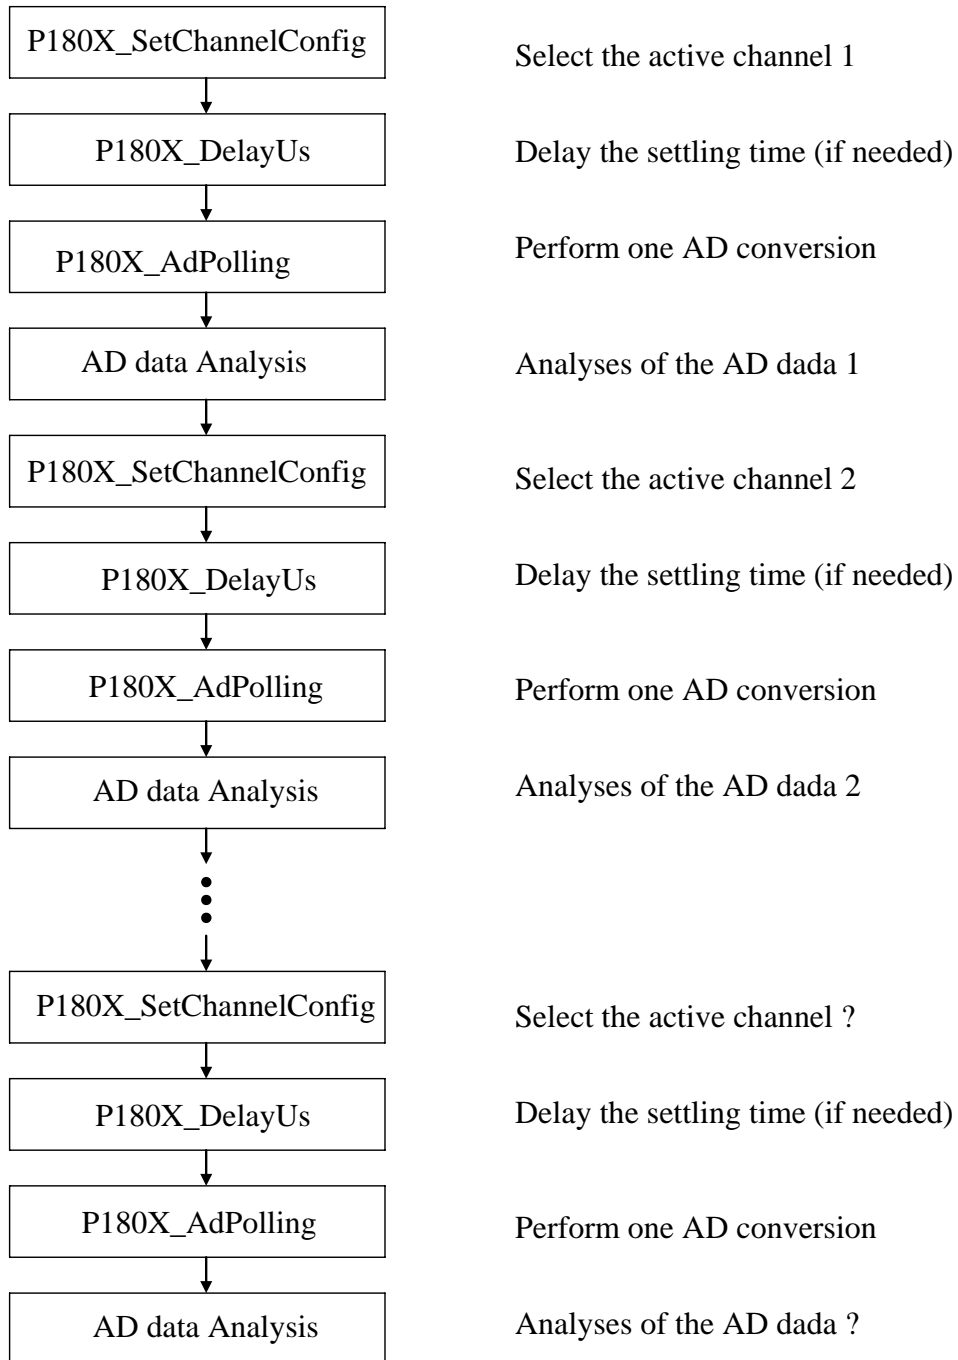 P180X_SetChannelConfig
Select the active channel 1
P180X_DelayUs
Delay the settling time (if needed)
P180X_AdPolling
Perform one AD conversion
AD data Analysis
Analyses of the AD dada 1
P180X_SetChannelConfig
Select the active channel 2
P180X_DelayUs
Delay the settling time (if needed)
P180X_AdPolling
Perform one AD conversion
AD data Analysis
Analyses of the AD dada 2
P180X_SetChannelConfig
Select the active channel ?
P180X_DelayUs
Delay the settling time (if needed)
P180X_AdPolling
Perform one AD conversion
AD data Analysis
Analyses of the AD dada ?